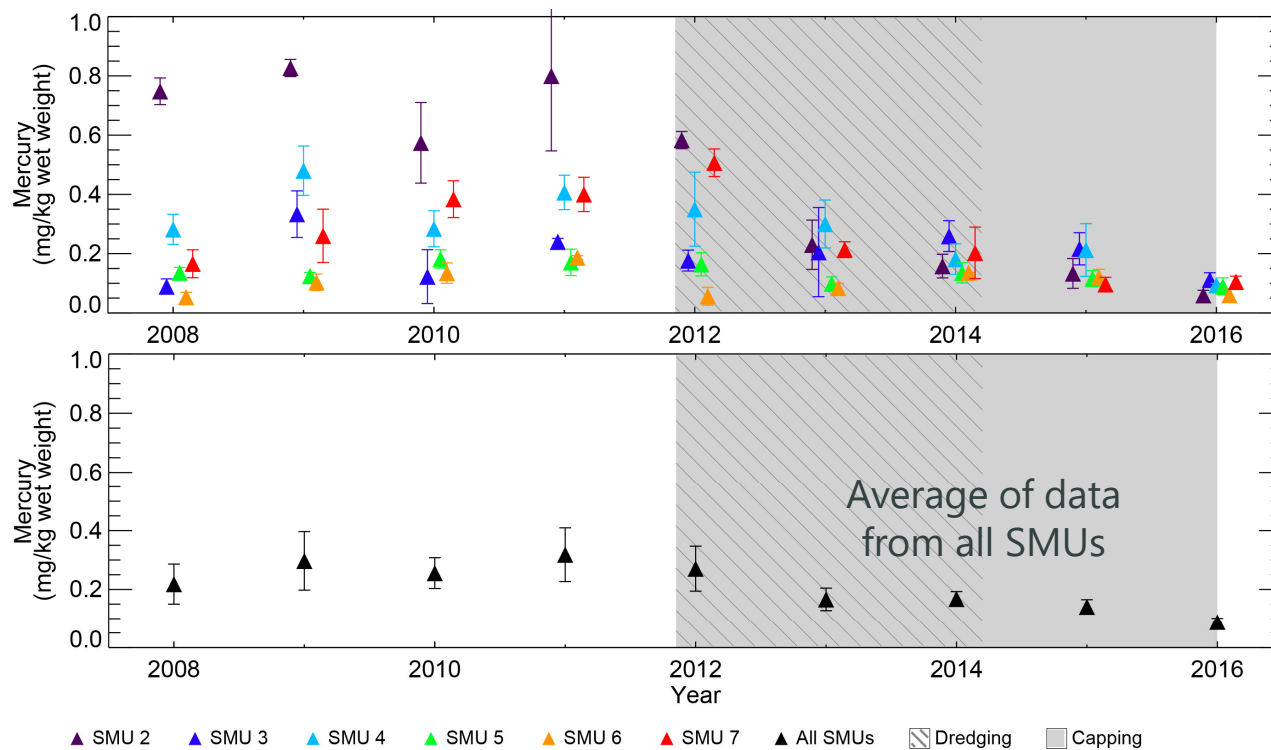 Mercury
(mg/kg wet weight)
1.0
0.8
0.6
0.4
0.2
0.0
2008
2010
2012
2014
2016
Mercury
(mg/kg wet weight)
1.0
0.8
0.6
0.4
0.2
0.0
Average of data
from all SMUs
2008
2010
2012
2014
2016
Year
SMU 2
SMU 3
SMU 4
SMU 5
SMU 6
SMU 7
All SMUs
Dredging
Capping